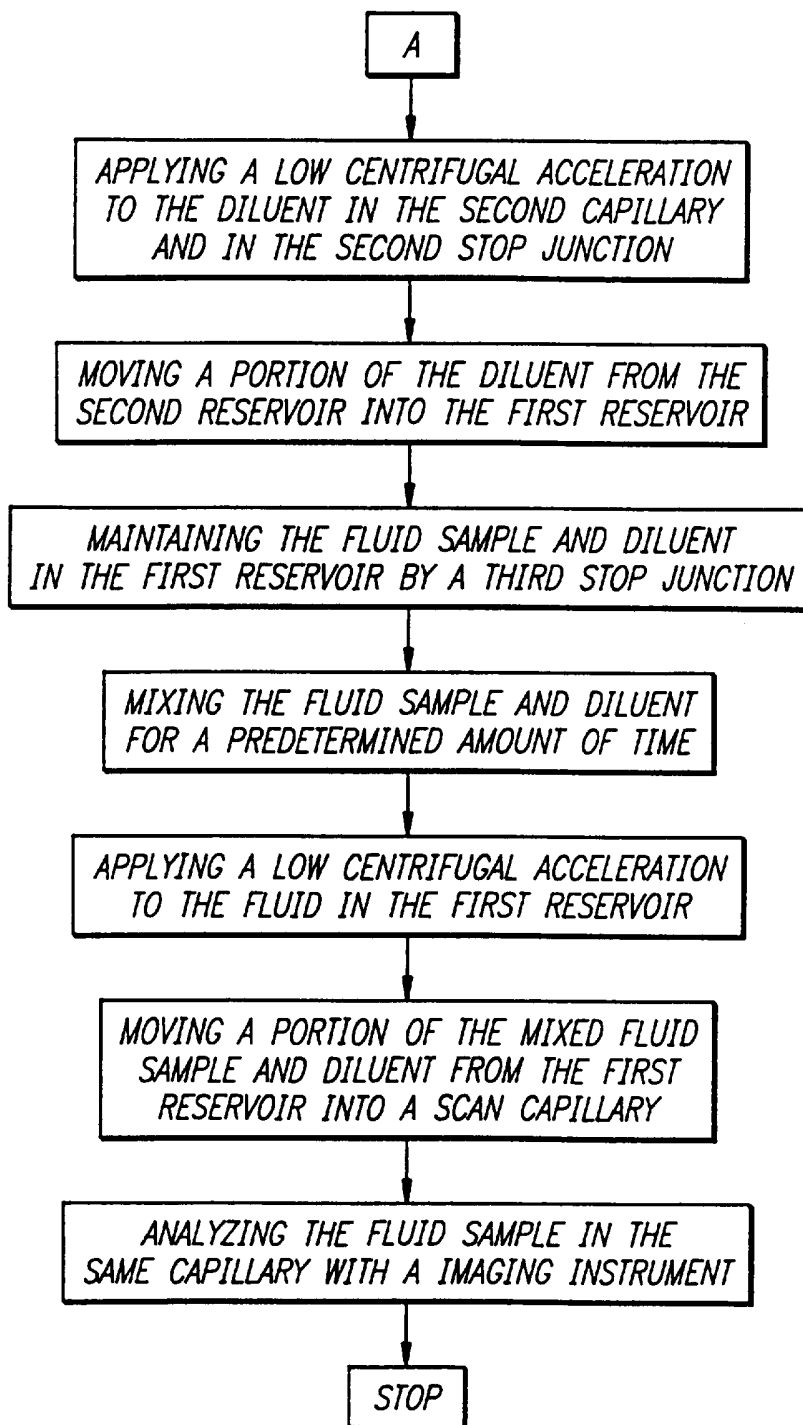 A
APPLYING A LOW CENTRIFUGAL ACCELERATION
TO THE DILUENT IN THE SECOND CAPILLARY
AND IN THE SECOND STOP JUNCTION
MOVING A PORTION OF THE DILUENT FROM THE
SECOND RESERVOIR INTO THE FIRST RESERVOIR
MAINTAINING THE FLUID SAMPLE AND DILUENT
IN THE FIRST RESERVOIR BY A THIRD STOP JUNCTION
MIXING THE FLUID SAMPLE AND DILUENT
FOR A PREDETERMINED AMOUNT OF TIME
APPLYING A LOW CENTRIFUGAL ACCELERATION
TO THE FLUID IN THE FIRST RESERVOIR
MOVING A PORTION OF THE MIXED FLUID
SAMPLE AND DILUENT FROM THE FIRST
RESERVOIR INTO A SCAN CAPILLARY
ANALYZING THE FLUID SAMPLE IN THE
SAME CAPILLARY WITH A IMAGING INSTRUMENT
STOP